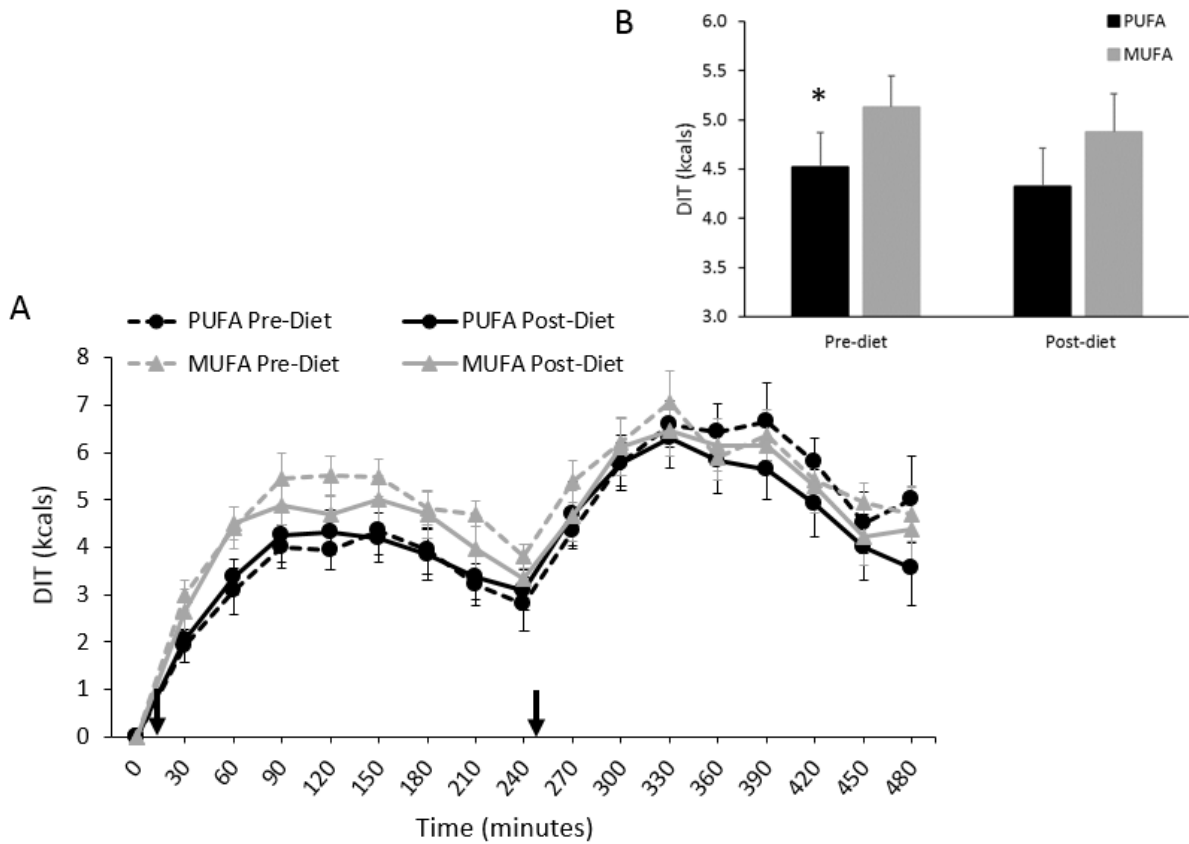 B
6.0
5.5
5.0
4.5
4.0
3.5
3.0
DIT (kcals)
*
PUFA
MUFA
Pre-diet Post-diet
A
PUFA Pre-Diet PUFA Post-Diet
MUFA Pre-Diet MUFA Post-Diet
8
7
6
5
4
3
2
1
0
DIT (kcals)
0 30 60 90 120 150 180 210 240 270 300 330 360 390 420 450 480
Time (minutes)